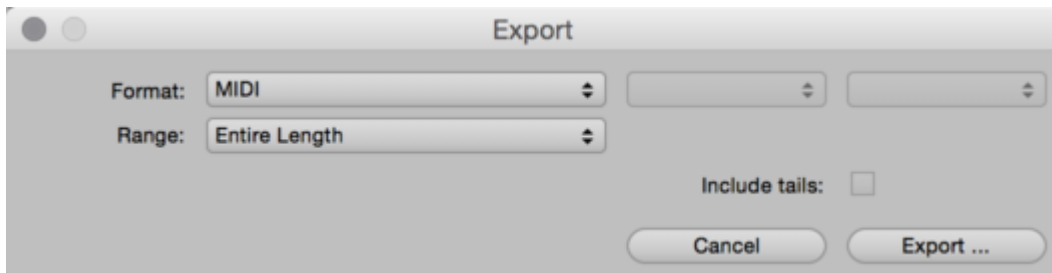 Export
Format: MIDI
Range: Entire Length
Include tails:
Cancel Export ...